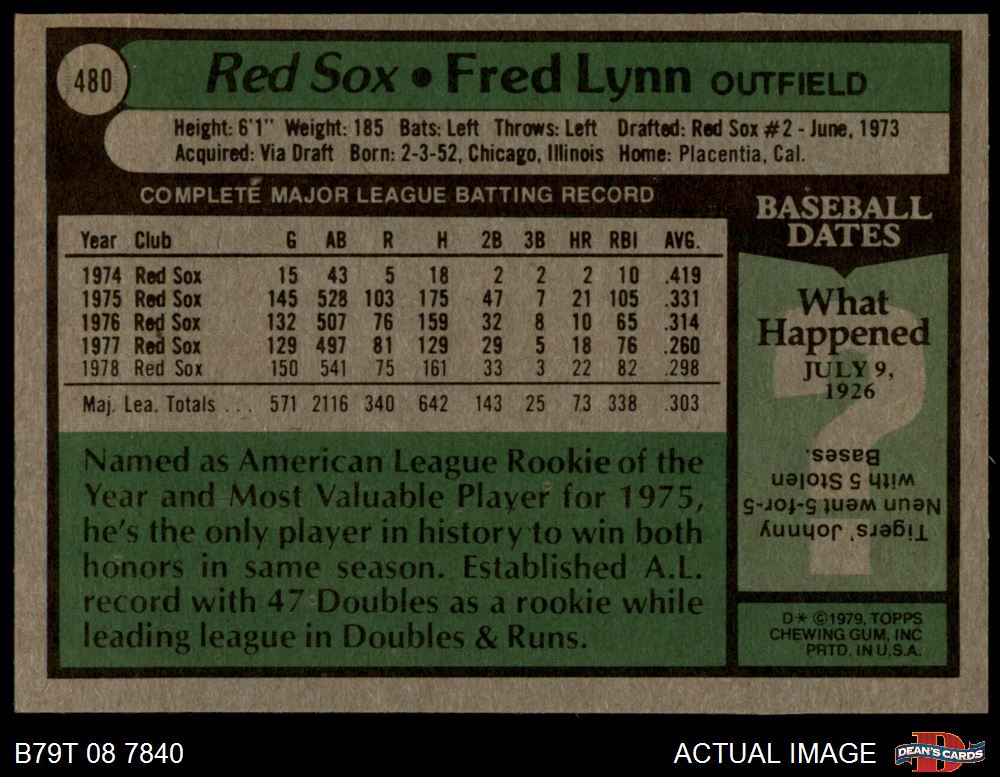 480
Red Sox • Fred Lynn OUTFIELD
Height: 6'1" Weight: 185 Bats: Left Throws: Left Drafted: Red Sox #2 - June, 1973
Acquired: Via Draft Born: 2-3-52, Chicago, Illinois Home: Placentia, Cal.
COMPLETE MAJOR LEAGUE BATTING RECORD
Year Club G AB R H 2B 3B HR RBI AVG.
1974 Red Sox 15 43 5 18 2 2 2 10 .419
1975 Red Sox 145 528 103 175 47 7 21 105 .331
1976 Red Sox 132 507 76 159 32 8 10 65 .314
1977 Red Sox 129 497 81 129 29 5 18 76 .260
1978 Red Sox 150 541 75 161 33 3 22 82 .298
Maj. Lea. Totals ... 571 2116 340 642 143 25 73 338 .303
Named as American League Rookie of the
Year and Most Valuable Player for 1975,
he's the only player in history to win both
honors in same season. Established A.L.
record with 47 Doubles as a rookie while
leading league in Doubles & Runs.
BASEBALL
DATES
What
Happened
JULY 9,
1926
Tigers' Johnny
Neun went 5-for-5
with 5 Stolen
Bases.
D* ©1979, TOPPS
CHEWING GUM, INC
PRTD. IN U.S.A.
B79T 08 7840
ACTUAL IMAGE
DEAN'S CARDS